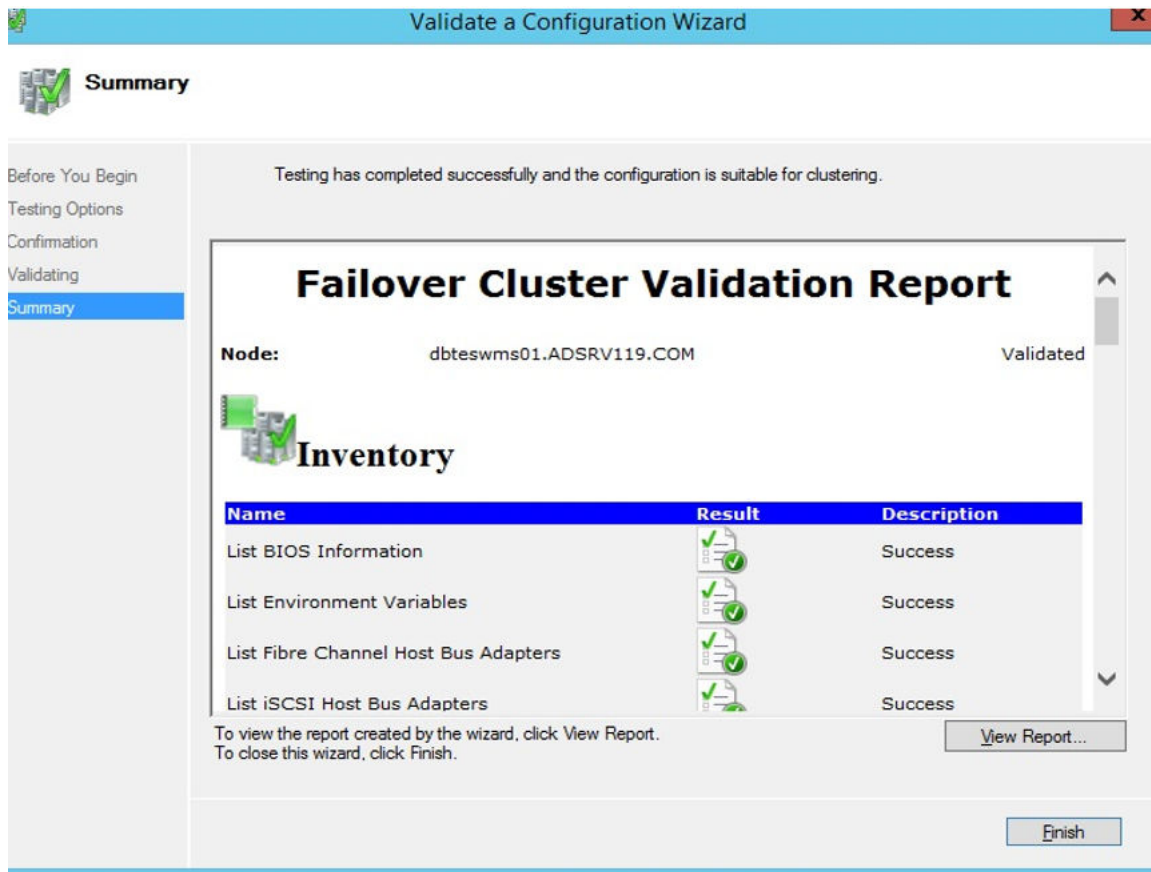 Validate a Configuration Wizard
x
Summary
Before You Begin
Testing Options
Confirmation
Validating
Summary
Testing has completed successfully and the configuration is suitable for clustering.
Failover Cluster Validation Report
Node: dbteswms01.ADSRV119.COM Validated
Inventory
Name Result Description
List BIOS Information Success
List Environment Variables Success
List Fibre Channel Host Bus Adapters Success
List iSCSI Host Bus Adapters Success
To view the report created by the wizard, click View Report.
To close this wizard, click Finish.
View Report...
Finish